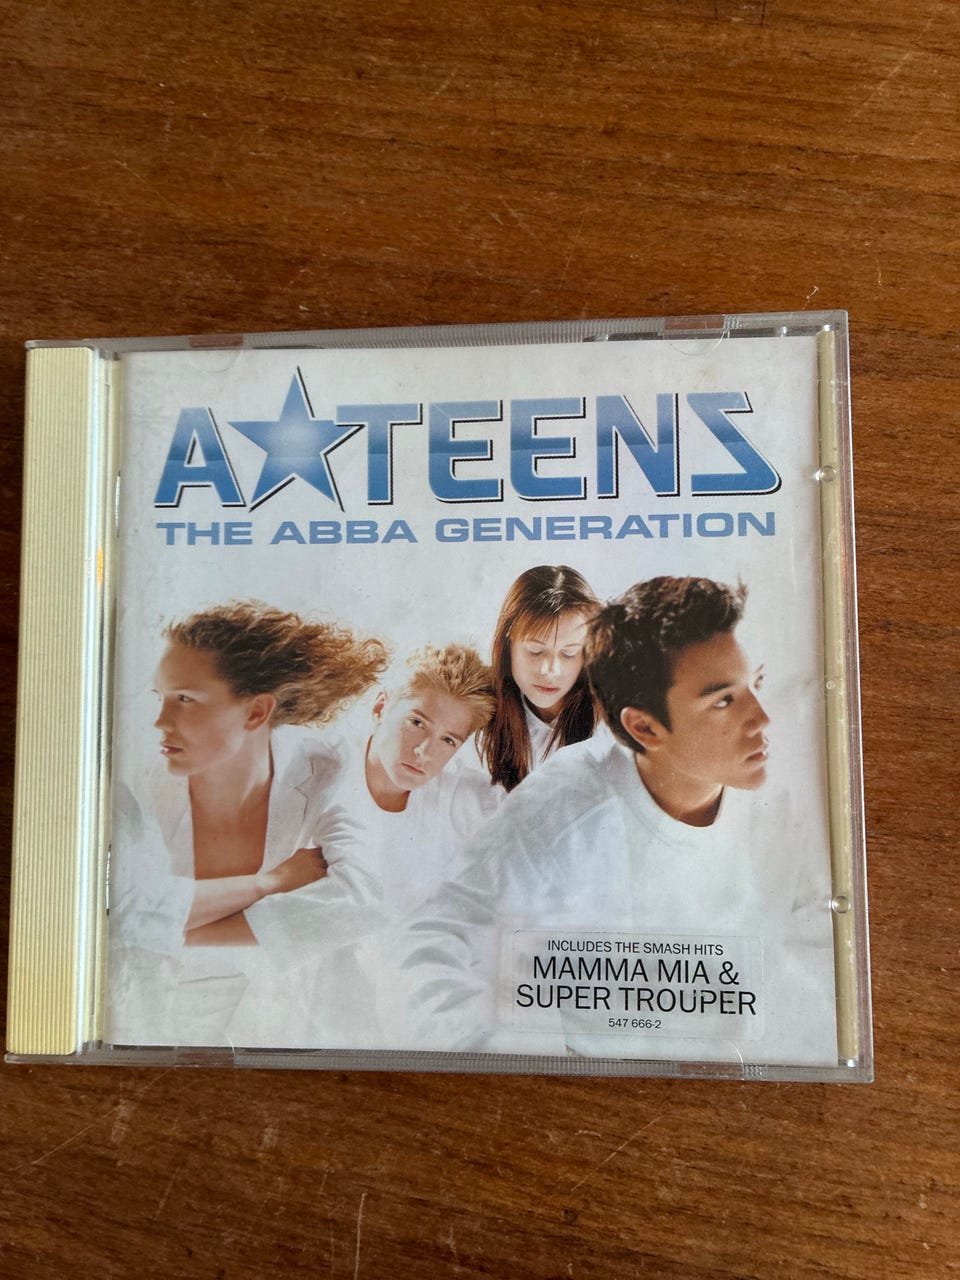 A★TEENS
THE ABBA GENERATION
INCLUDES THE SMASH HITS
MAMMA MIA &
SUPER TROUPER
547 666-2